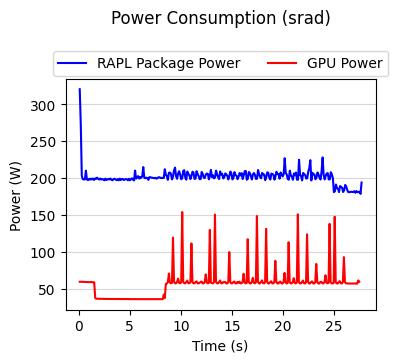 Power Consumption (srad)
RAPL Package Power
GPU Power
Power (W)
300
250
200
150
100
50
0
5
10
15
20
25
Time (s)